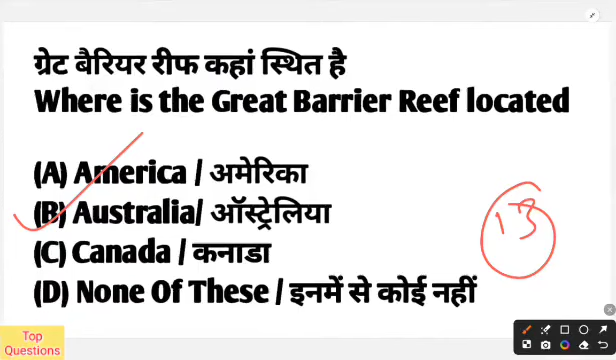 ग्रेट बैरियर रीफ कहां स्थित है
Where is the Great Barrier Reef located
(A) America / अमेरिका
(B) Australia/ ऑस्ट्रेलिया
(C) Canada / कनाडा
(D) None Of These / इनमें से कोई नहीं
13
Top
Questions